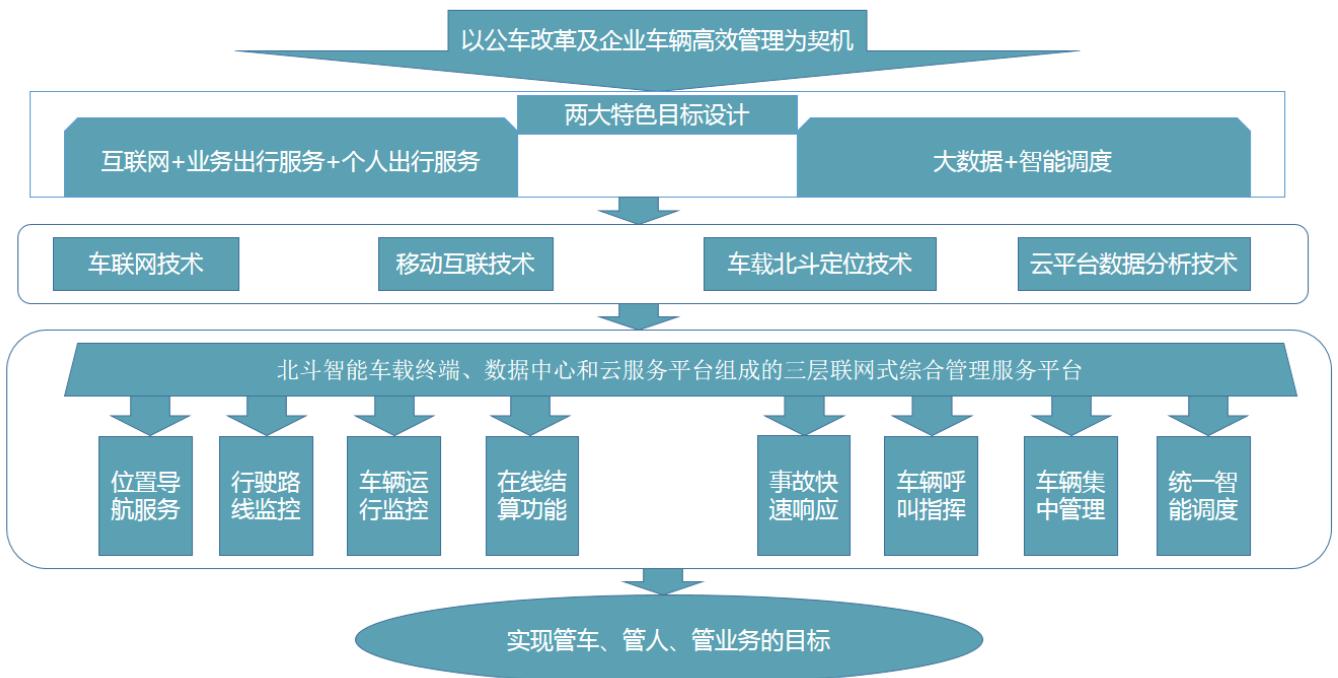 以公车改革及企业车辆高效管理为契机
两大特色目标设计
互联网+业务出行服务+个人出行服务
大数据+智能调度
车联网技术
移动互联技术
车载北斗定位技术
云平台数据分析技术
北斗智能车载终端、数据中心和云服务平台组成的三层联网式综合管理服务平台
位置导
航服务
行驶路
线监控
车辆运
行监控
在线结
算功能
事故快
速响应
车辆呼
叫指挥
车辆集
中管理
统一智
能调度
实现管车、管人、管业务的目标